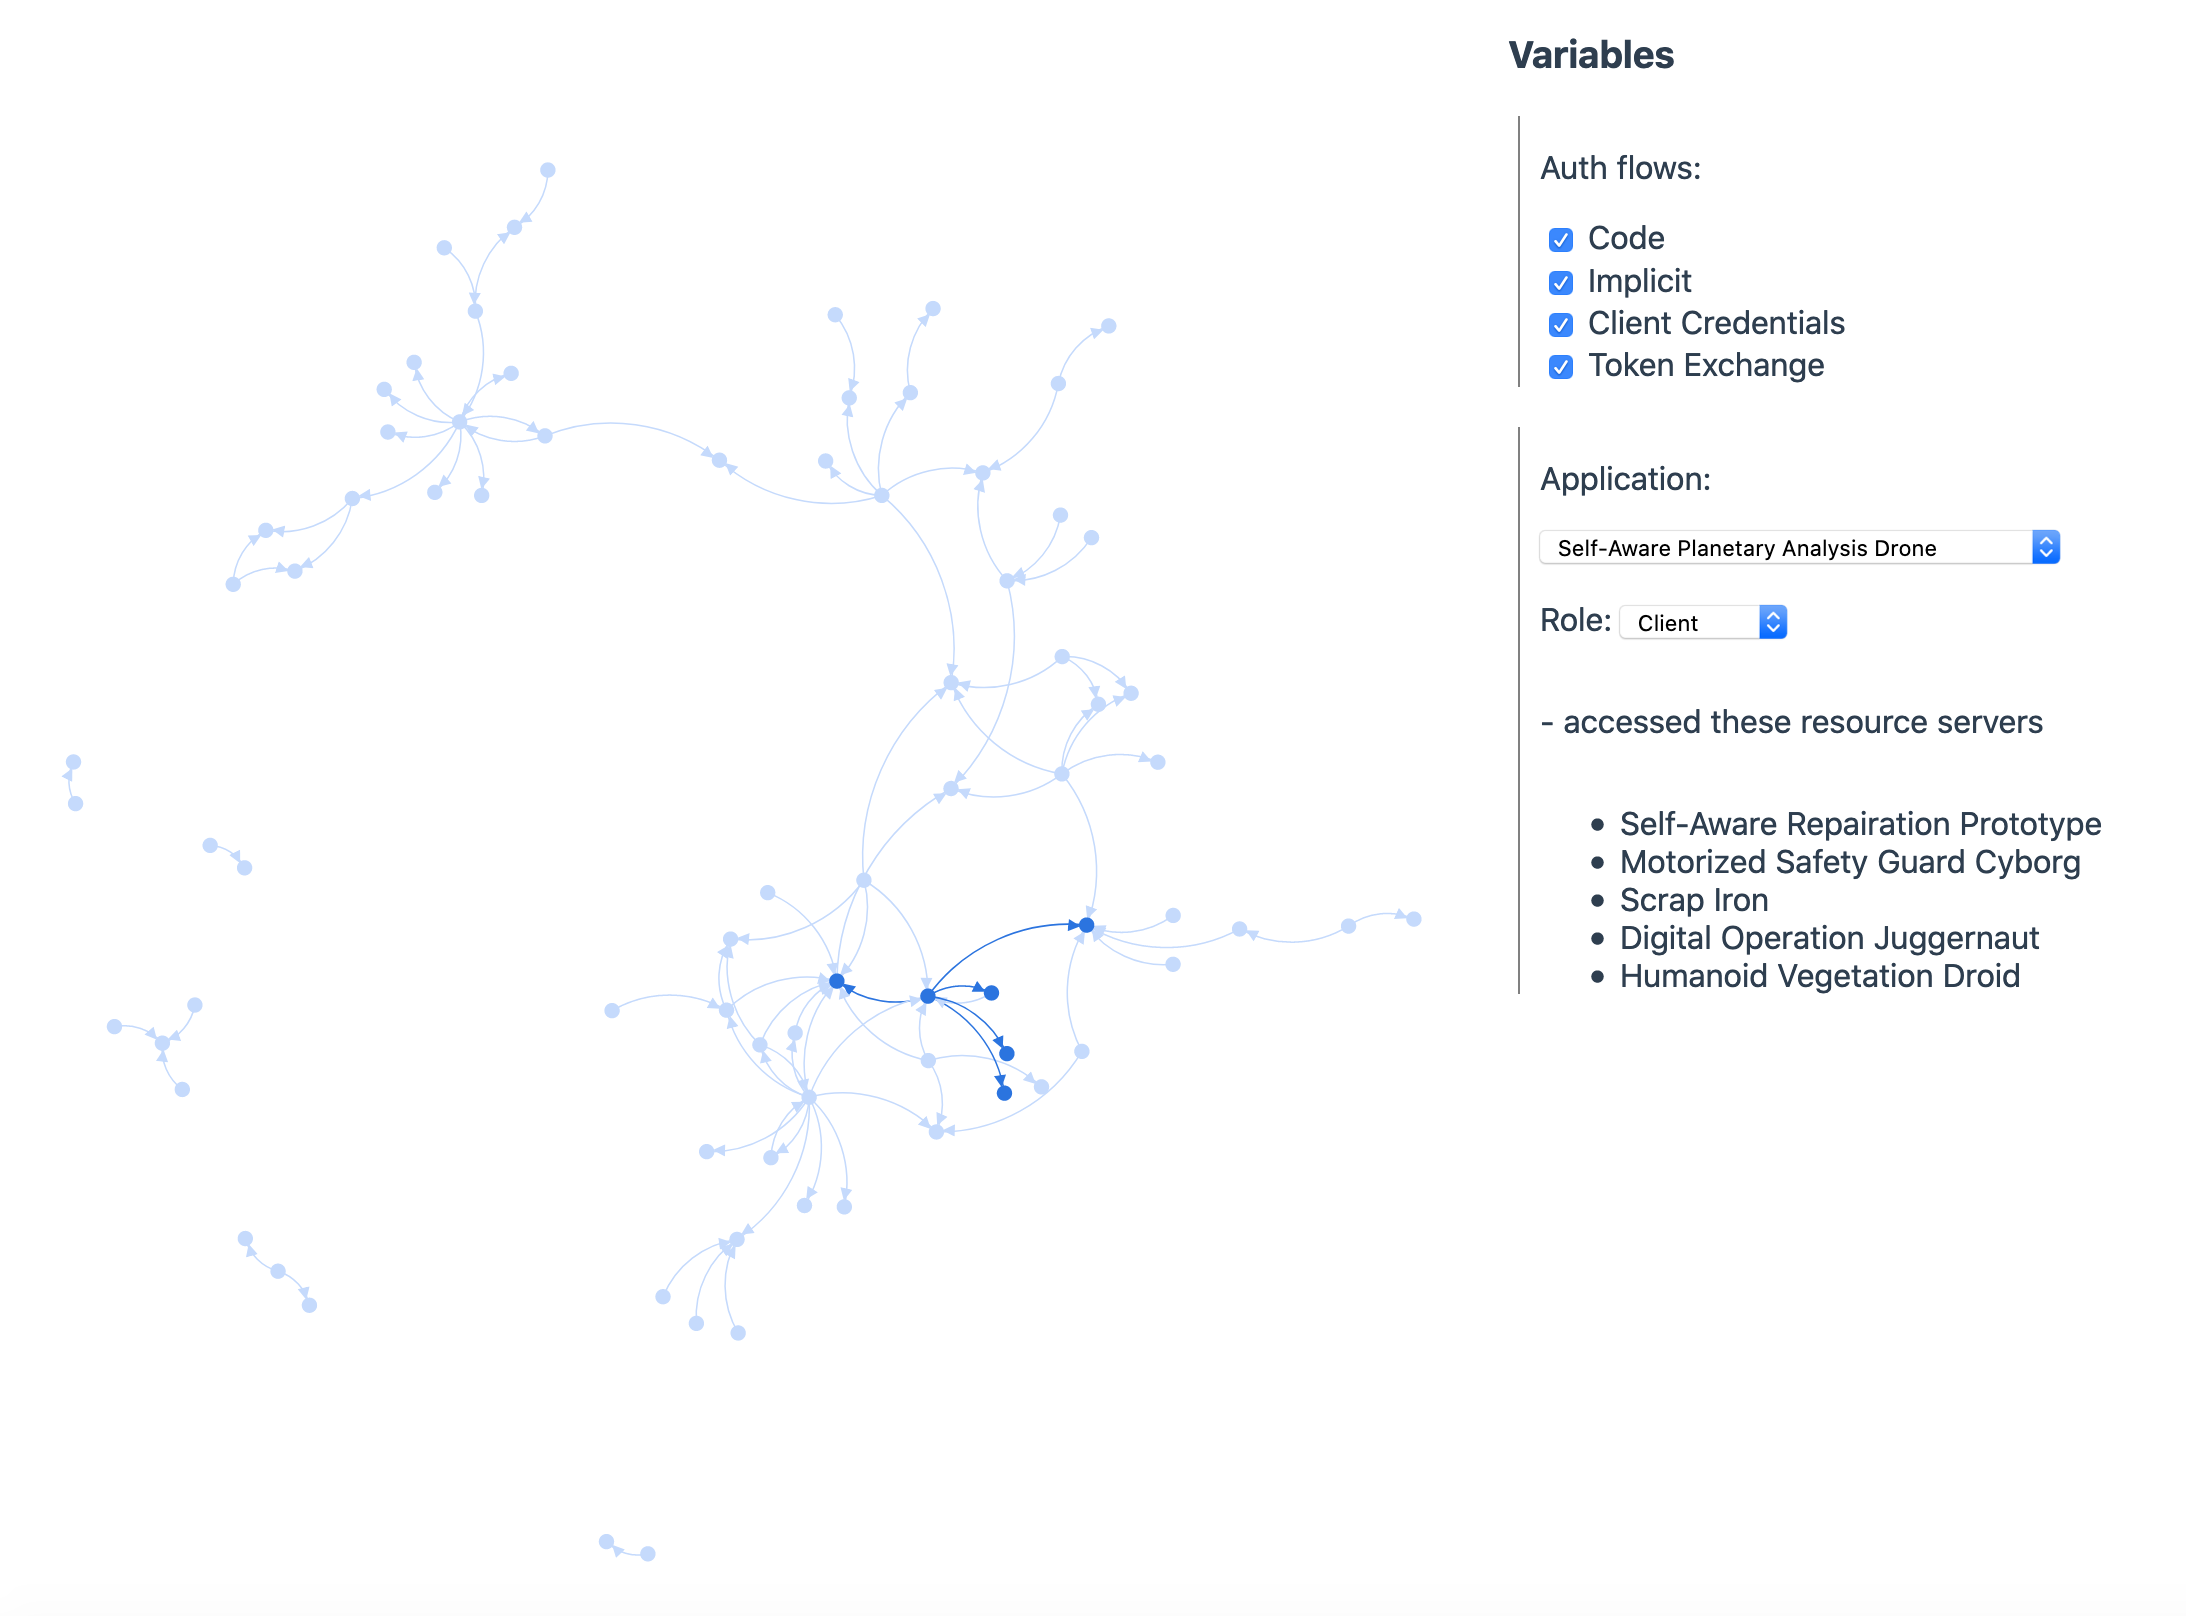 Variables
Auth flows:
Code
Implicit
Client Credentials
Token Exchange
Application:
Self-Aware Planetary Analysis Drone
Role: Client
- accessed these resource servers
• Self-Aware Repairation Prototype
• Motorized Safety Guard Cyborg
• Scrap Iron
• Digital Operation Juggernaut
• Humanoid Vegetation Droid